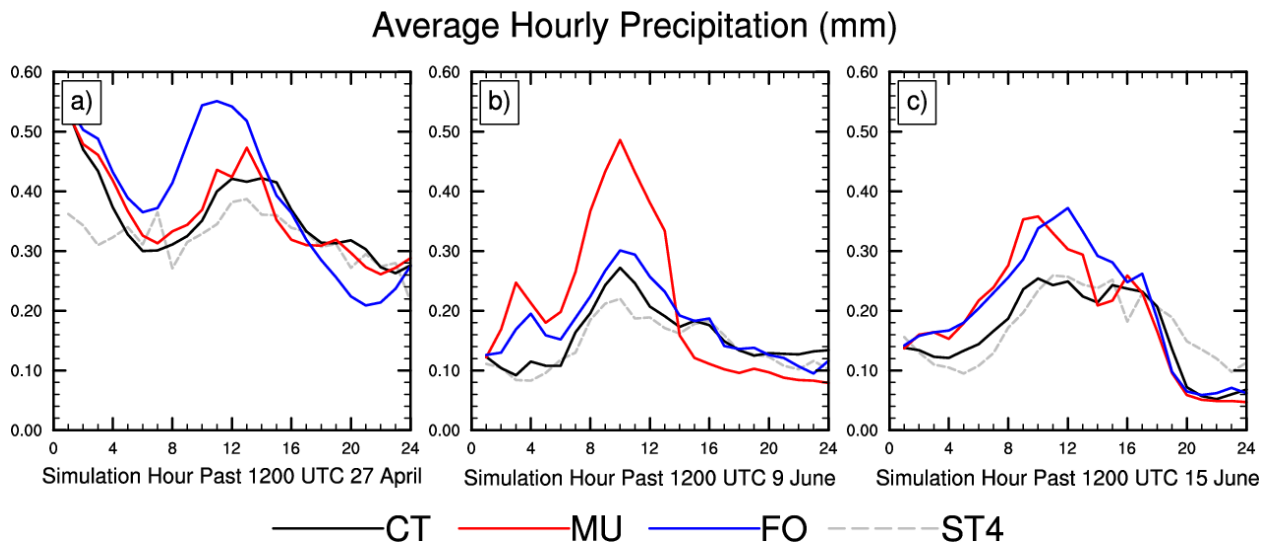 Average Hourly Precipitation (mm)
a)
0.60
0.50
0.40
0.30
0.20
0.10
0.00
0 4 8 12 16 20 24
Simulation Hour Past 1200 UTC 27 April
b)
0.60
0.50
0.40
0.30
0.20
0.10
0.00
0 4 8 12 16 20 24
Simulation Hour Past 1200 UTC 9 June
c)
0.60
0.50
0.40
0.30
0.20
0.10
0.00
0 4 8 12 16 20 24
Simulation Hour Past 1200 UTC 15 June
CT MU FO ST4